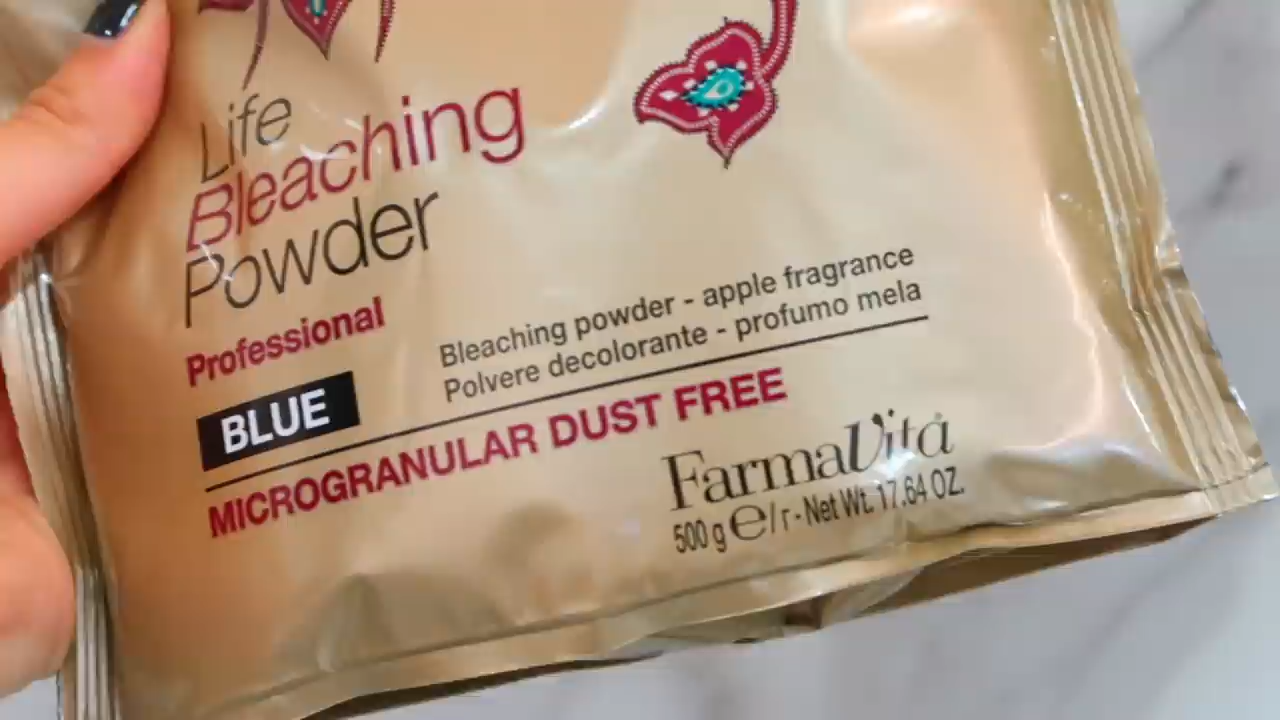 Life
Bleaching
Powder
Professional
BLUE
Bleaching powder - apple fragrance
Polvere decolorante - profumo mela
MICROGRANULAR DUST FREE
FarmaVita
500 g ℮/г - Net Wt. 17.64 OZ.